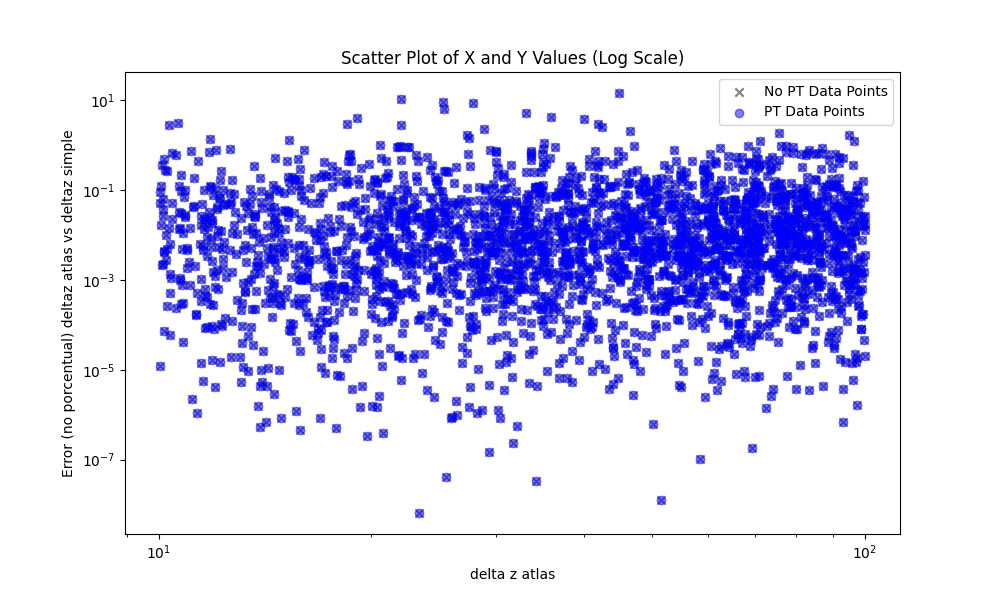 Scatter Plot of X and Y Values (Log Scale)
No PT Data Points
PT Data Points
Error (no porcentual) deltaz atlas vs deltaz simple
10¹
10⁻¹
10⁻³
10⁻⁵
10⁻⁷
10¹
10²
delta z atlas